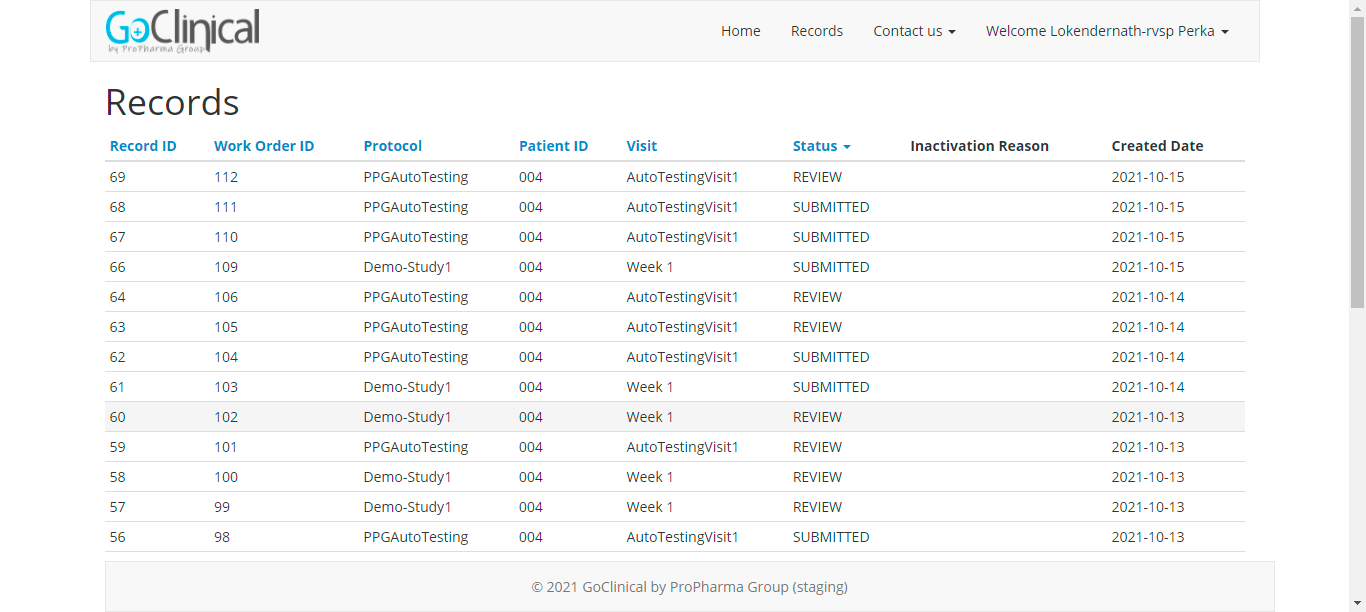 GoClinical
by ProPharma Group
Home Records Contact us Welcome Lokendernath-rvsp Perka
Records
Record ID Work Order ID Protocol Patient ID Visit Status Inactivation Reason Created Date
69 112 PPGAutoTesting 004 AutoTestingVisit1 REVIEW 2021-10-15
68 111 PPGAutoTesting 004 AutoTestingVisit1 SUBMITTED 2021-10-15
67 110 PPGAutoTesting 004 AutoTestingVisit1 SUBMITTED 2021-10-15
66 109 Demo-Study1 004 Week 1 SUBMITTED 2021-10-15
64 106 PPGAutoTesting 004 AutoTestingVisit1 REVIEW 2021-10-14
63 105 PPGAutoTesting 004 AutoTestingVisit1 REVIEW 2021-10-14
62 104 PPGAutoTesting 004 AutoTestingVisit1 SUBMITTED 2021-10-14
61 103 Demo-Study1 004 Week 1 SUBMITTED 2021-10-14
60 102 Demo-Study1 004 Week 1 REVIEW 2021-10-13
59 101 PPGAutoTesting 004 AutoTestingVisit1 REVIEW 2021-10-13
58 100 Demo-Study1 004 Week 1 REVIEW 2021-10-13
57 99 Demo-Study1 004 Week 1 REVIEW 2021-10-13
56 98 PPGAutoTesting 004 AutoTestingVisit1 SUBMITTED 2021-10-13
© 2021 GoClinical by ProPharma Group (staging)